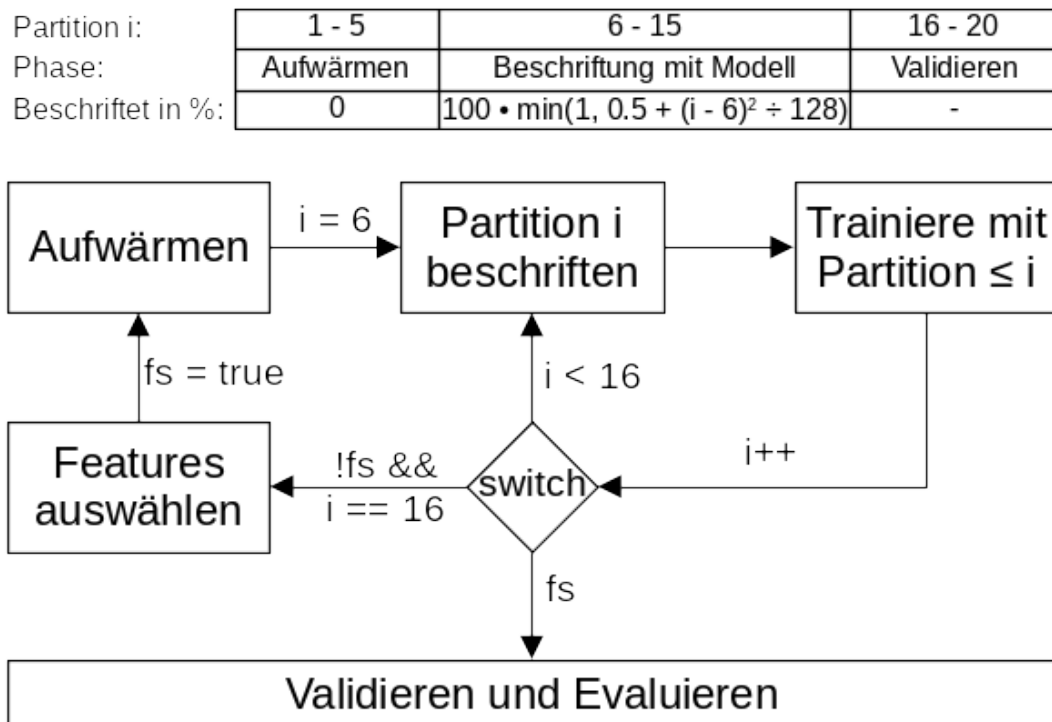 Partition i: 1 - 5 6 - 15 16 - 20
Phase: Aufwärmen Beschriftung mit Modell Validieren
Beschriftet in %: 0 100 • min(1, 0.5 + (i - 6)² ÷ 128) -
Aufwärmen
i = 6
Partition i
beschriften
Trainiere mit
Partition ≤ i
fs = true
i < 16
i++
Features
auswählen
!fs &&
i == 16
switch
fs
Validieren und Evaluieren